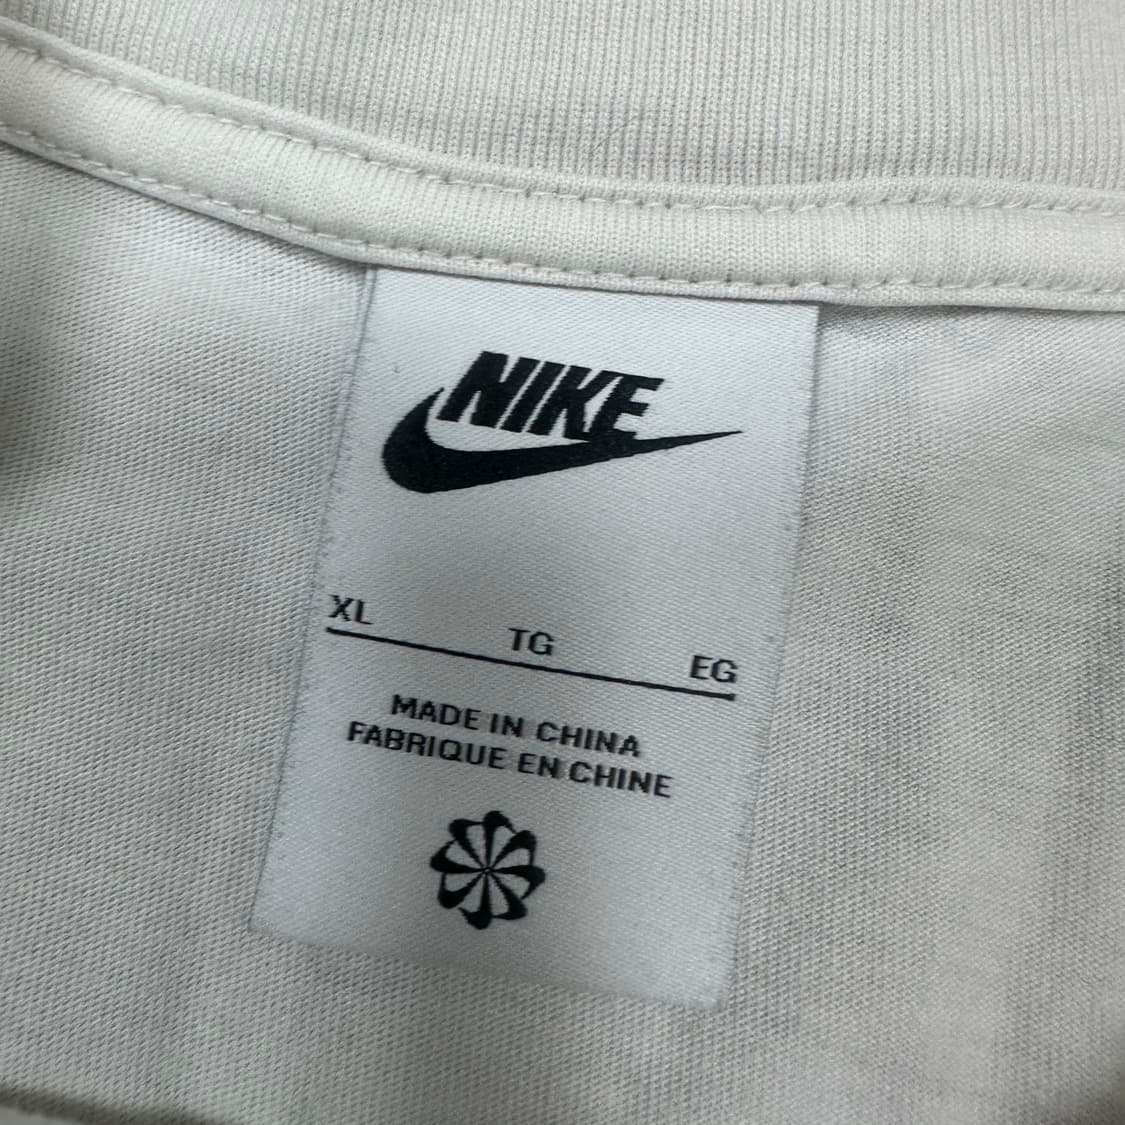 NIKE
XL TG EG
MADE IN CHINA
FABRIQUE EN CHINE